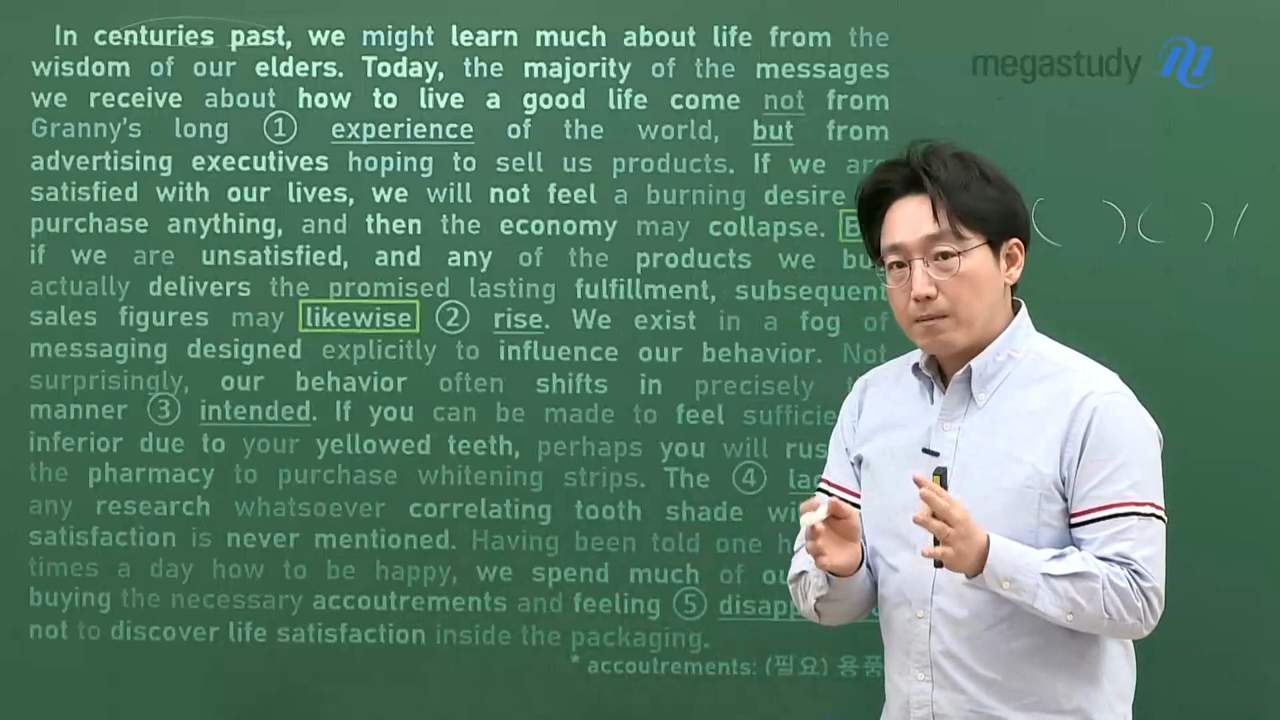 In centuries past, we might learn much about life from the
wisdom of our elders. Today, the majority of the messages
we receive about how to live a good life come not from
Granny's long ① experience of the world, but from
advertising executives hoping to sell us products. If we are
satisfied with our lives, we will not feel a burning desire
purchase anything, and then the economy may collapse.
if we are unsatisfied, and any of the products we buy
actually delivers the promised lasting fulfillment, subsequent
sales figures may likewise ② rise. We exist in a fog of
messaging designed explicitly to influence our behavior. Not
surprisingly, our behavior often shifts in precisely
manner ③ intended. If you can be made to feel
inferior due to your yellowed teeth, perhaps you will
the pharmacy to purchase whitening strips. The ④
any research whatsoever correlating tooth shade
satisfaction is never mentioned. Having been told one
times a day how to be happy, we spend much of
buying the necessary accoutrements and feeling ⑤
not to discover life satisfaction inside the packaging.
* accoutrements: (필요) 용품
megastudy
( )( )/